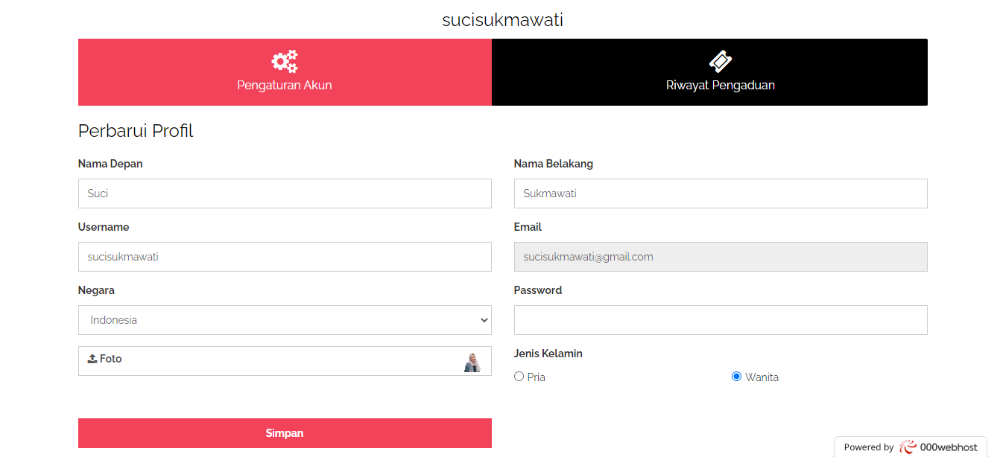 sucisukmawati
Pengaturan Akun
Riwayat Pengaduan
Perbarui Profil
Nama Depan
Nama Belakang
Suci
Sukmawati
Username
Email
sucisukmawati
sucisukmawati@gmail.com
Negara
Password
Indonesia
Foto
Jenis Kelamin
Pria
Wanita
Simpan
Powered by 000webhost